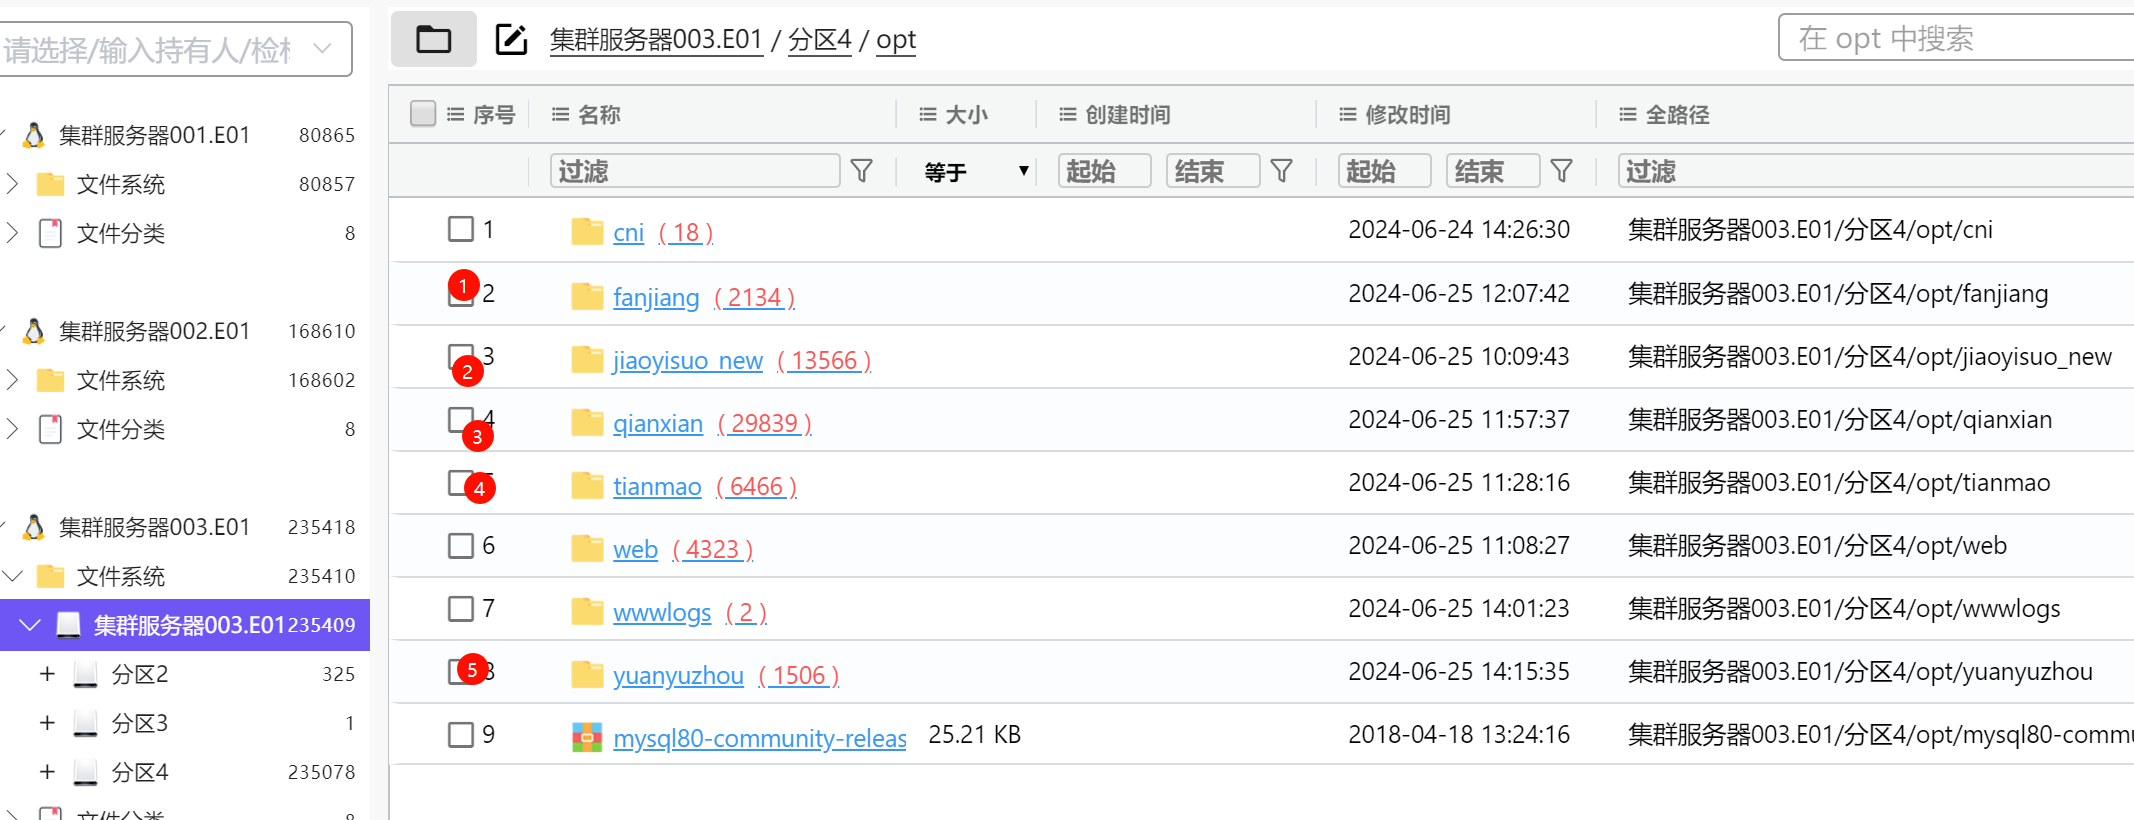 请选择/输入持有人/检材
集群服务器001.E01 80865
文件系统 80857
文件分类 8
集群服务器002.E01 168610
文件系统 168602
文件分类 8
集群服务器003.E01 235418
文件系统 235410
集群服务器003.E01 235409
分区2 325
分区3 1
分区4 235078
文件分类 8
集群服务器003.E01 / 分区4 / opt
在 opt 中搜索
序号 名称 大小 创建时间 修改时间 全路径
过滤 等于 起始 结束 起始 结束 过滤
1 cni ( 18 ) 2024-06-24 14:26:30 集群服务器003.E01/分区4/opt/cni
1 2 fanjiang ( 2134 ) 2024-06-25 12:07:42 集群服务器003.E01/分区4/opt/fanjiang
2 3 jiaoyisuo_new ( 13566 ) 2024-06-25 10:09:43 集群服务器003.E01/分区4/opt/jiaoyisuo_new
3 4 qianxian ( 29839 ) 2024-06-25 11:57:37 集群服务器003.E01/分区4/opt/qianxian
4 tianmao ( 6466 ) 2024-06-25 11:28:16 集群服务器003.E01/分区4/opt/tianmao
6 web ( 4323 ) 2024-06-25 11:08:27 集群服务器003.E01/分区4/opt/web
7 wwwlogs ( 2 ) 2024-06-25 14:01:23 集群服务器003.E01/分区4/opt/wwwlogs
5 8 yuanyuzhou ( 1506 ) 2024-06-25 14:15:35 集群服务器003.E01/分区4/opt/yuanyuzhou
9 mysql80-community-releas 25.21 KB 2018-04-18 13:24:16 集群服务器003.E01/分区4/opt/mysql80-commu